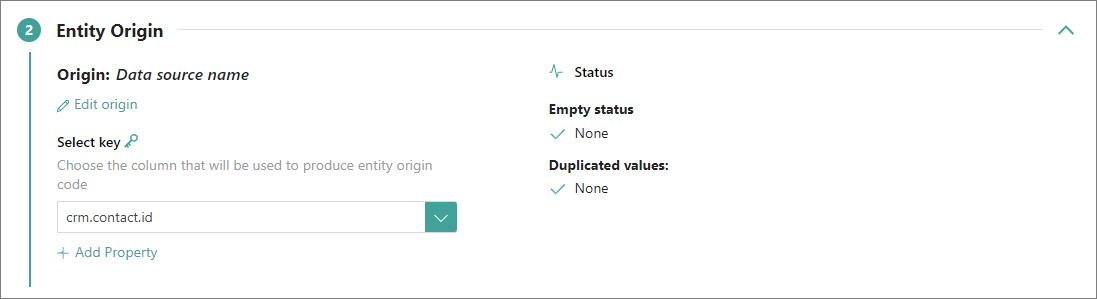 2 Entity Origin
Origin: Data source name
Edit origin
Select key
Choose the column that will be used to produce entity origin
code
crm.contact.id
Add Property
Status
Empty status
None
Duplicated values:
None